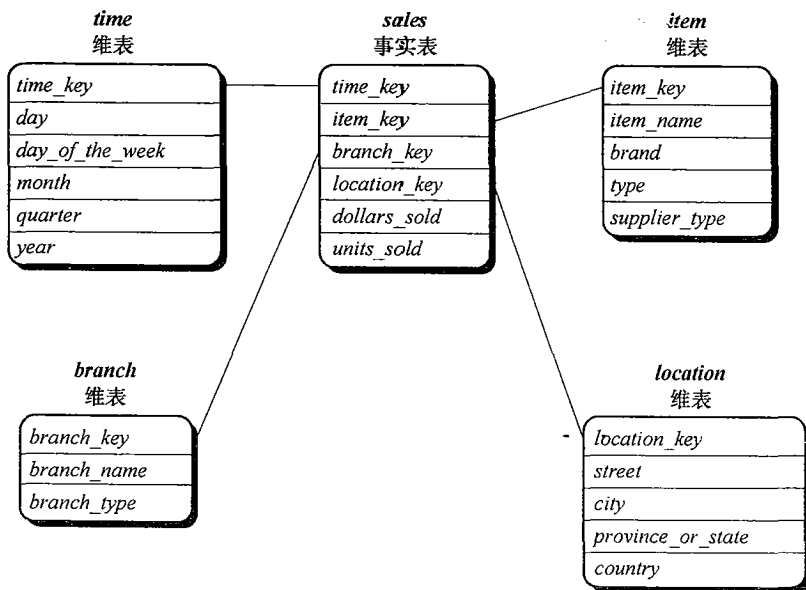 time
维表
time_key
day
day_of_the_week
month
quarter
year
sales
事实表
time_key
item_key
branch_key
location_key
dollars_sold
units_sold
item
维表
item_key
item_name
brand
type
supplier_type
branch
维表
branch_key
branch_name
branch_type
location
维表
location_key
street
city
province_or_state
country